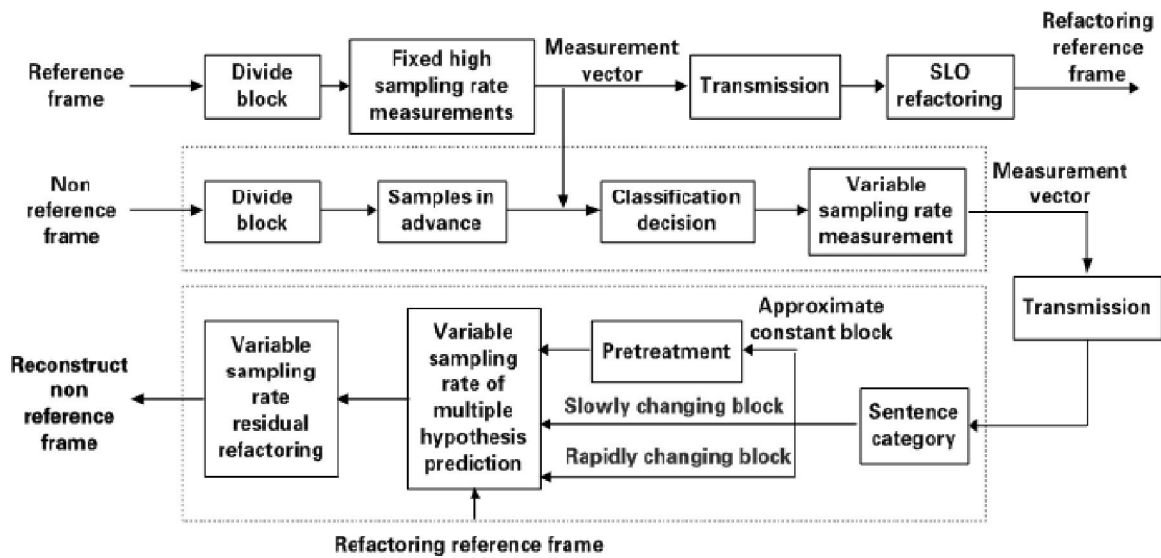 Reference
frame
Divide
block
Fixed high
sampling rate
measurements
Measurement
vector
Transmission
SLO
refactoring
Refactoring
reference
frame
Non
reference
frame
Divide
block
Samples in
advance
Classification
decision
Variable
sampling rate
measurement
Measurement
vector
Transmission
Sentence
category
Approximate
constant block
Pretreatment
Slowly changing block
Rapidly changing block
Variable
sampling
rate of
multiple
hypothesis
prediction
Variable
sampling
rate
residual
refactoring
Reconstruct
non
reference
frame
Refactoring reference frame